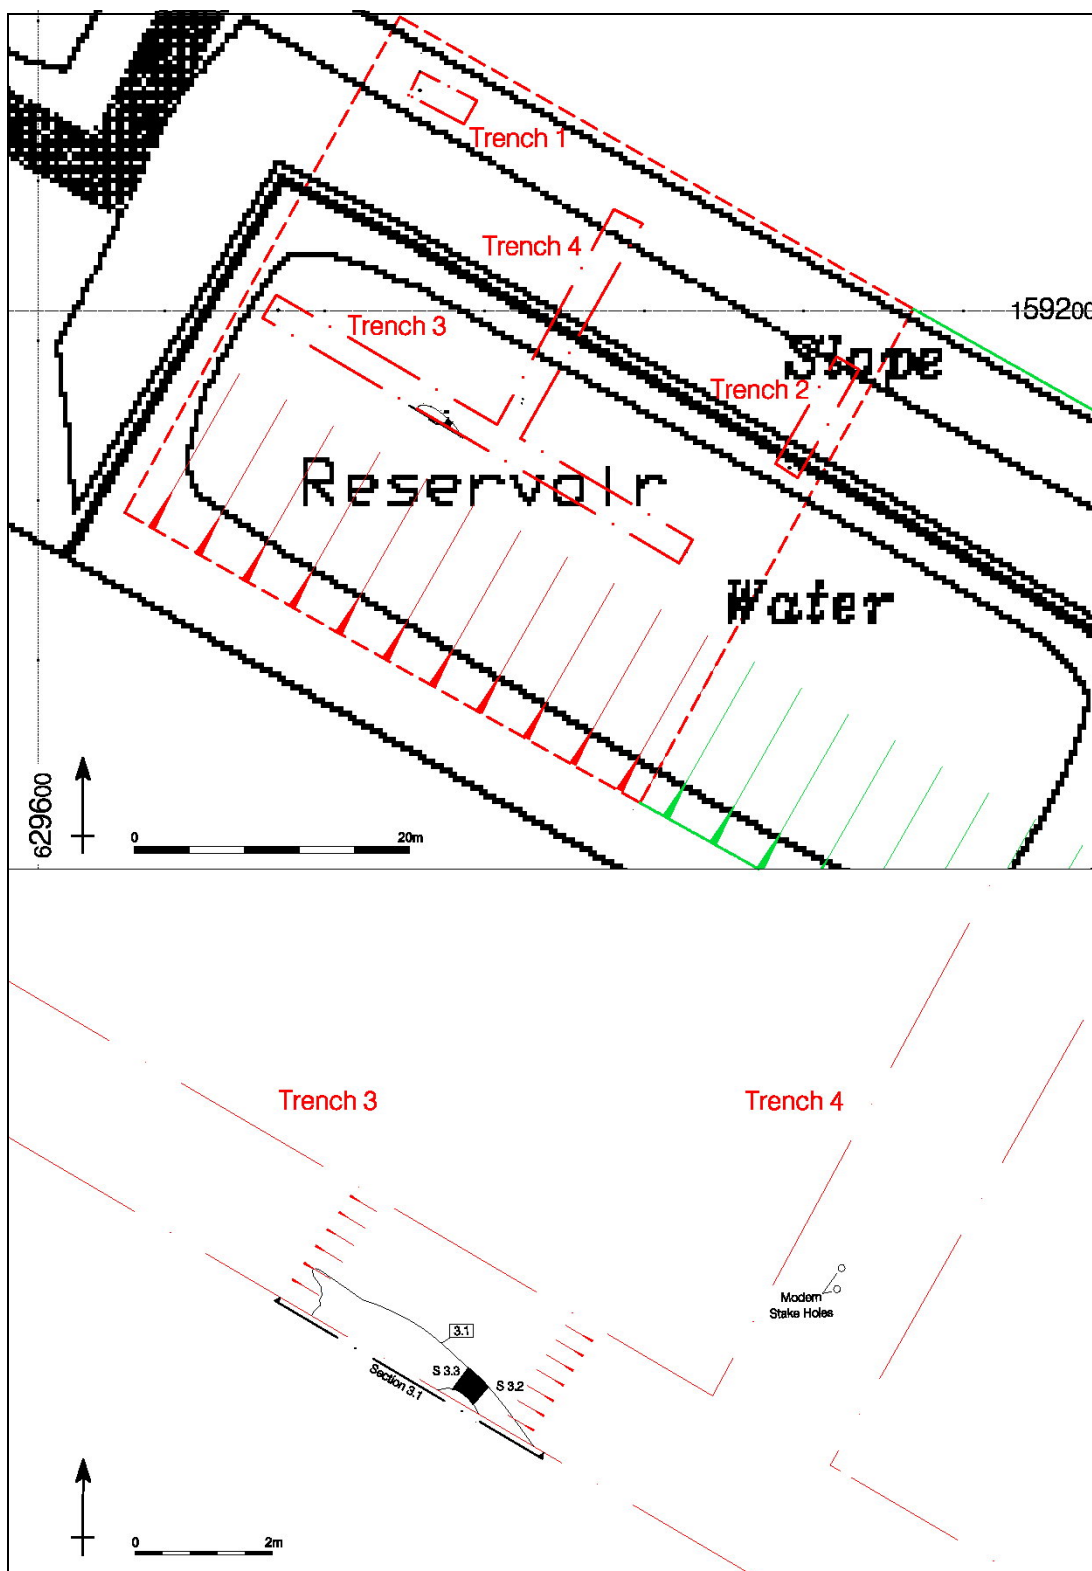 Trench 1
Trench 4
159200
Trench 3
Slope
Trench 2
Reservoir
Water
629600
0 20m
Trench 3
Trench 4
Modern
Stake Holes
3.1
S 3.3
S 3.2
Section 3.1
0 2m